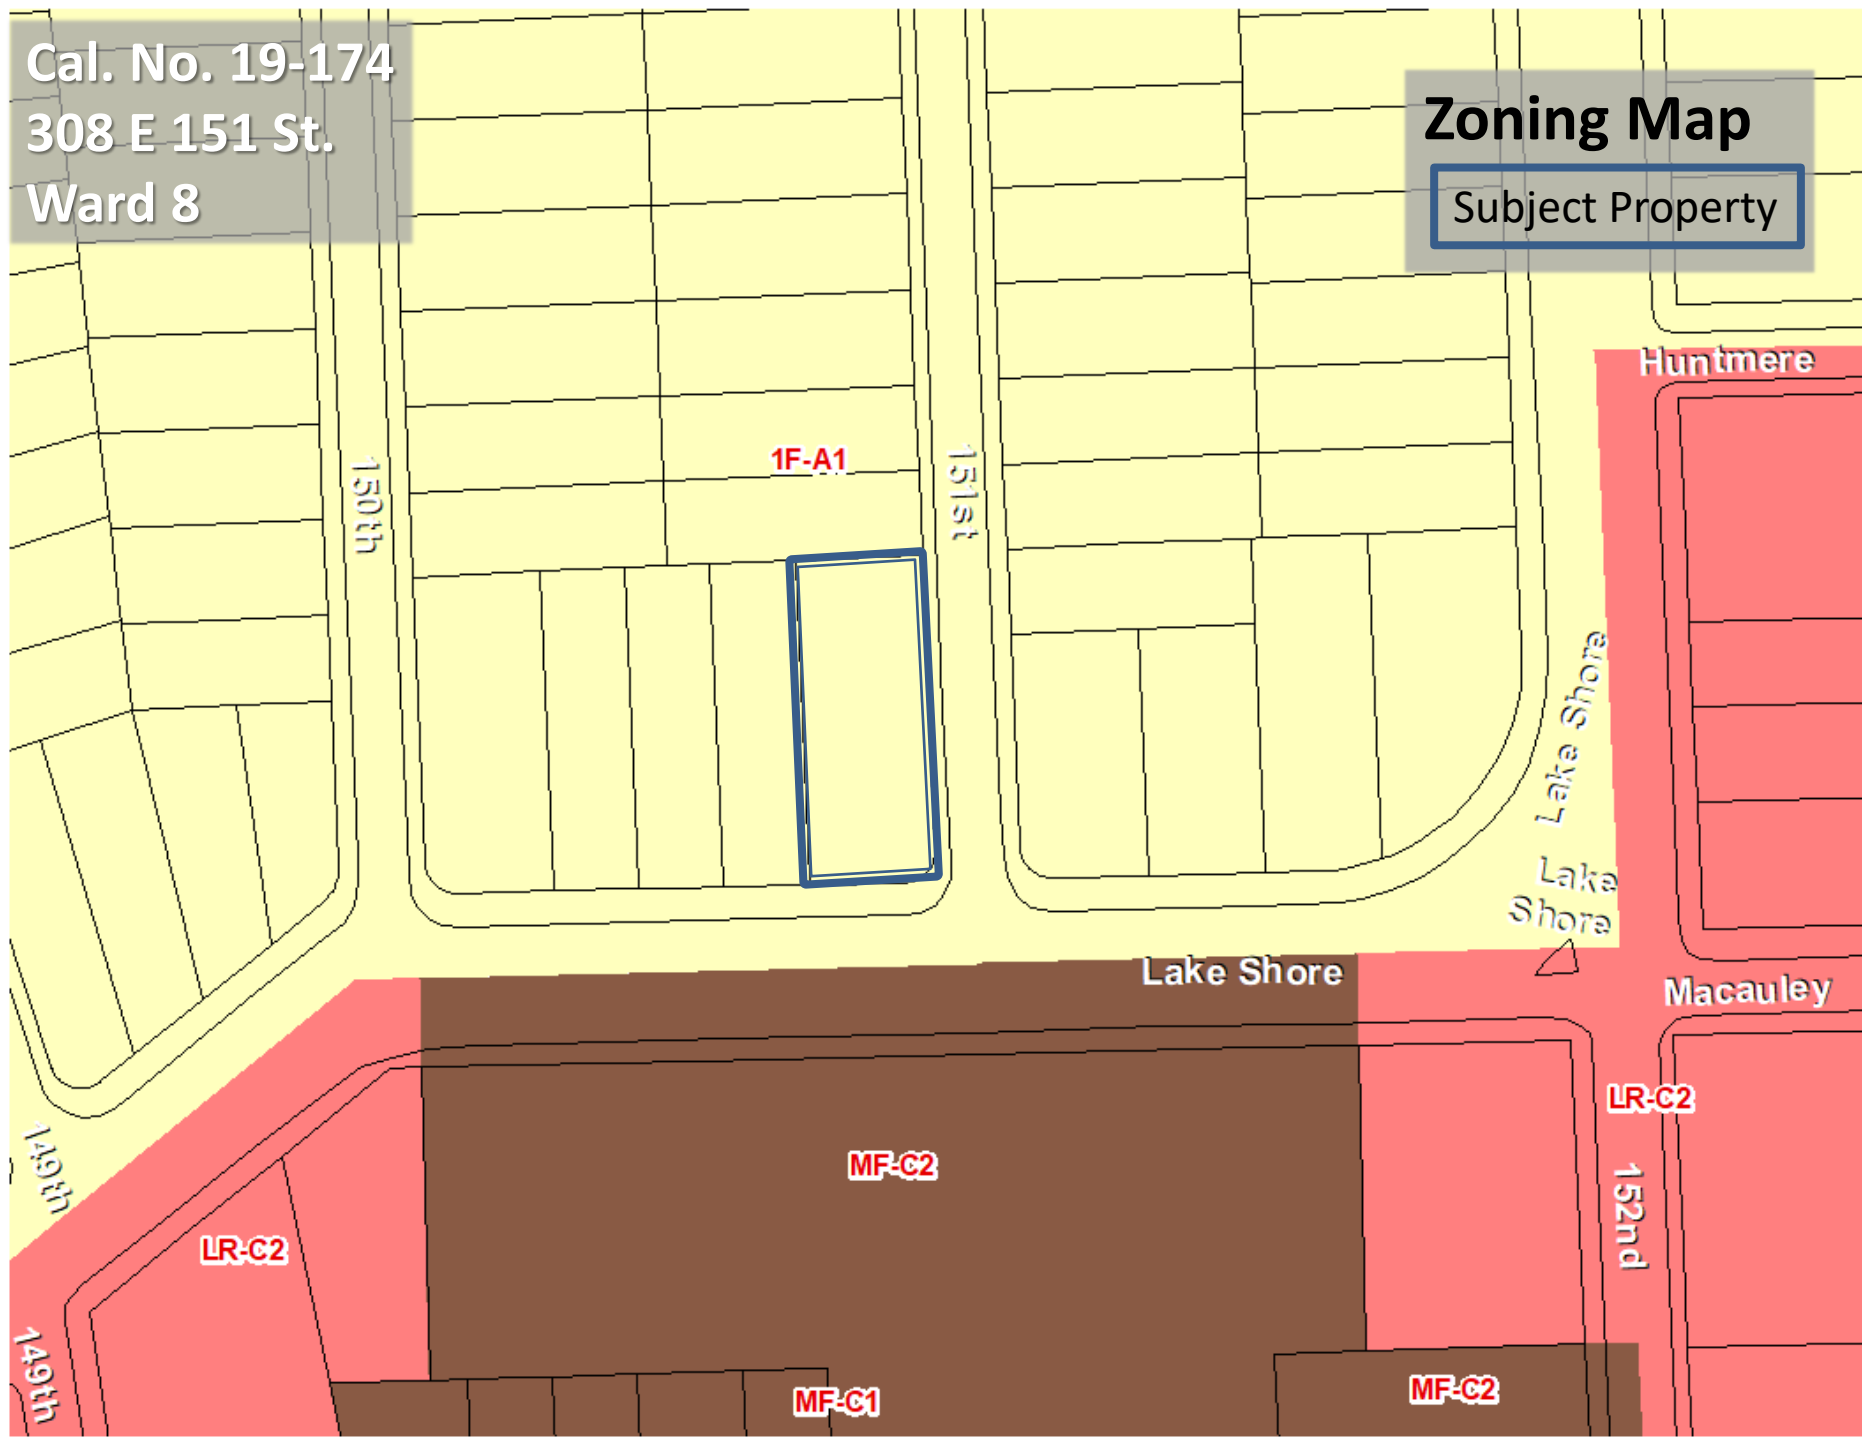 Cal. No. 19-174
308 E 151 St.
Ward 8
Zoning Map
Subject Property
Huntmere
1F-A1
150th
151st
Lake Shore
Lake
Shore
Lake Shore
Macauley
LR-C2
149th
MF-C2
152nd
LR-C2
149th
MF-C1
MF-C2